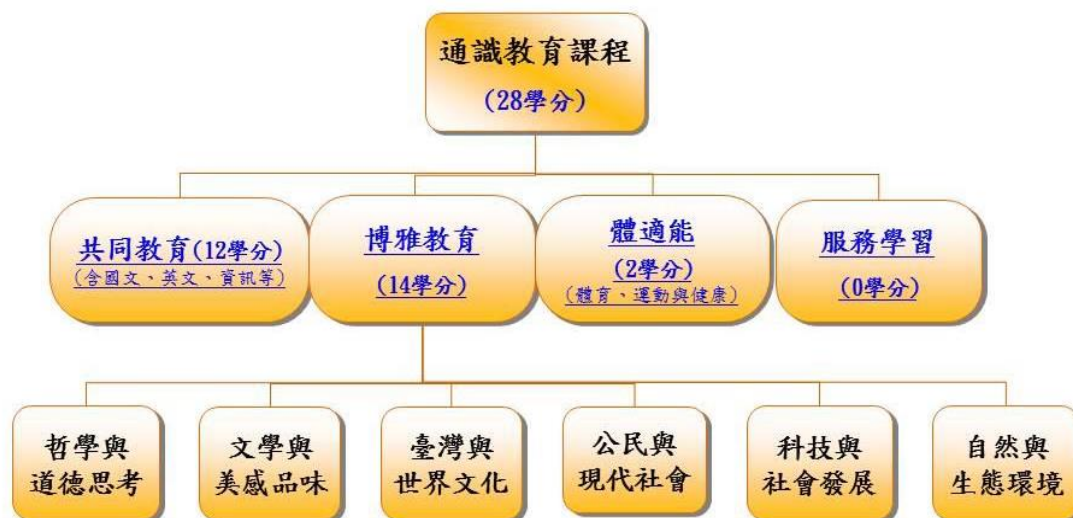 通識教育課程
(28學分)
共同教育(12學分)
(含國文、英文、資訊等)
博雅教育
(14學分)
體適能
(2學分)
(體育、運動與健康)
服務學習
(0學分)
哲學與
道德思考
文學與
美感品味
臺灣與
世界文化
公民與
現代社會
科技與
社會發展
自然與
生態環境